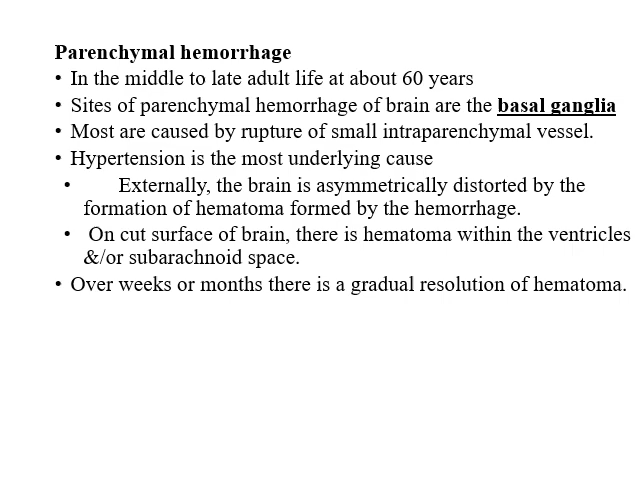 Parenchymal hemorrhage
• In the middle to late adult life at about 60 years
• Sites of parenchymal hemorrhage of brain are the basal ganglia
• Most are caused by rupture of small intraparenchymal vessel.
• Hypertension is the most underlying cause
• Externally, the brain is asymmetrically distorted by the
formation of hematoma formed by the hemorrhage.
• On cut surface of brain, there is hematoma within the ventricles
&/or subarachnoid space.
• Over weeks or months there is a gradual resolution of hematoma.